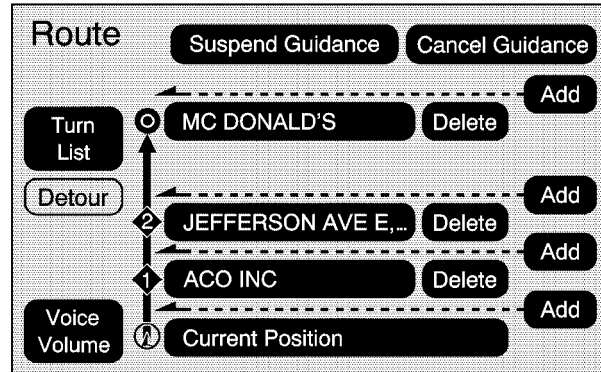 Route
Suspend Guidance
Cancel Guidance
Add
MC DONALD'S
Delete
Turn
List
Detour
Add
2
JEFFERSON AVE E,...
Delete
Add
1
ACO INC
Delete
Add
Voice
Volume
Current Position